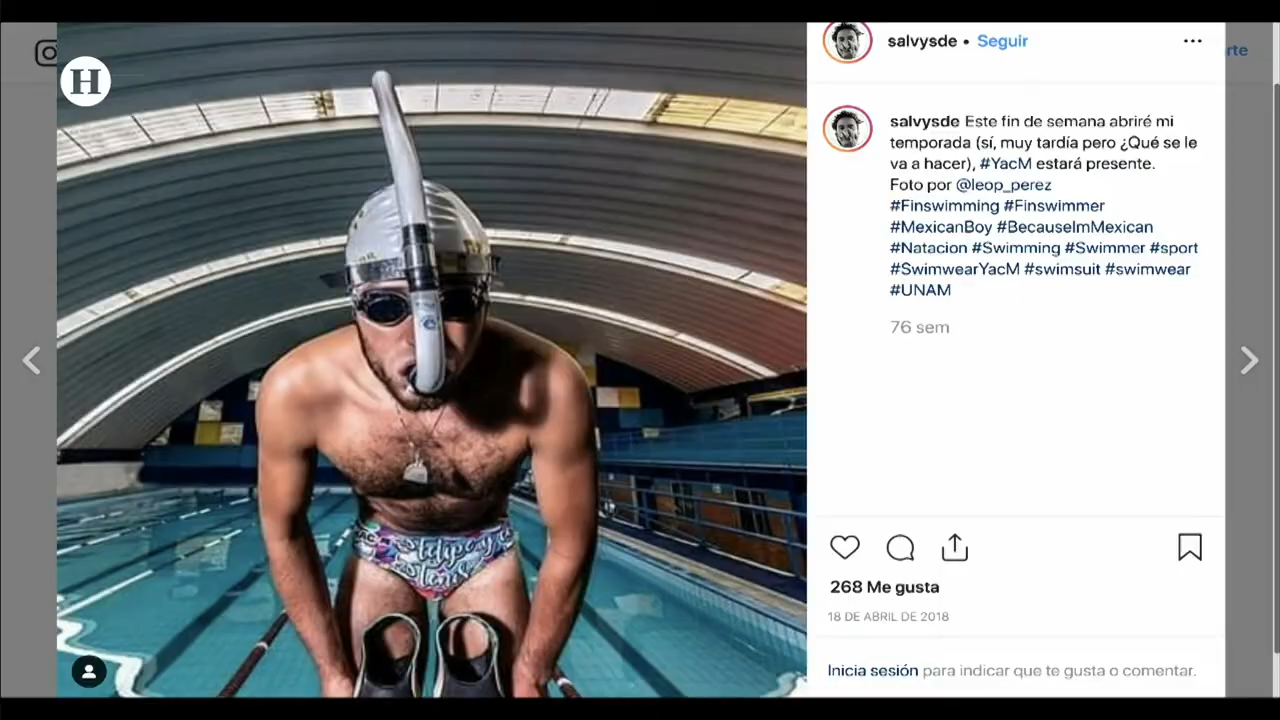 H
salvysde • Seguir
rte
salvysde Este fin de semana abriré mi
temporada (sí, muy tardía pero ¿Qué se le
va a hacer), #YacM estará presente.
Foto por @leop_perez
#Finswimming #Finswimmer
#MexicanBoy #BecauseImMexican
#Natacion #Swimming #Swimmer #sport
#SwimwearYacM #swimsuit #swimwear
#UNAM
76 sem
268 Me gusta
18 DE ABRIL DE 2018
Inicia sesión para indicar que te gusta o comentar.